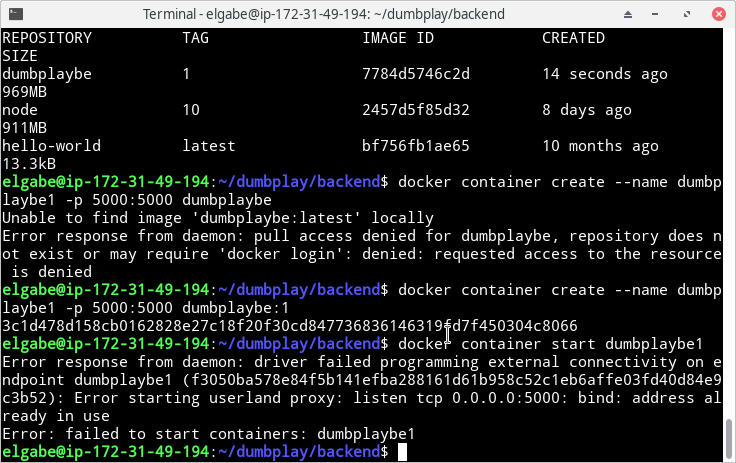 Terminal - elgabe@ip-172-31-49-194: ~/dumbplay/backend
REPOSITORY TAG IMAGE ID CREATED
SIZE
dumbplaybe 1 7784d5746c2d 14 seconds ago
969MB
node 10 2457d5f85d32 8 days ago
911MB
hello-world latest bf756fb1ae65 10 months ago
13.3kB
elgabe@ip-172-31-49-194:~/dumbplay/backend$ docker container create --name dumbp
laybe1 -p 5000:5000 dumbplaybe
Unable to find image 'dumbplaybe:latest' locally
Error response from daemon: pull access denied for dumbplaybe, repository does n
ot exist or may require 'docker login': denied: requested access to the resource
 is denied
elgabe@ip-172-31-49-194:~/dumbplay/backend$ docker container create --name dumbp
laybe1 -p 5000:5000 dumbplaybe:1
3c1d478d158cb0162828e27c18f20f30cd847736836146319fd7f450304c8066
elgabe@ip-172-31-49-194:~/dumbplay/backend$ docker container start dumbplaybe1
Error response from daemon: driver failed programming external connectivity on e
ndpoint dumbplaybe1 (f3050ba578e84f5b141efba288161d61b958c52c1eb6affe03fd40d84e9
c3b52): Error starting userland proxy: listen tcp 0.0.0.0:5000: bind: address al
ready in use
Error: failed to start containers: dumbplaybe1
elgabe@ip-172-31-49-194:~/dumbplay/backend$